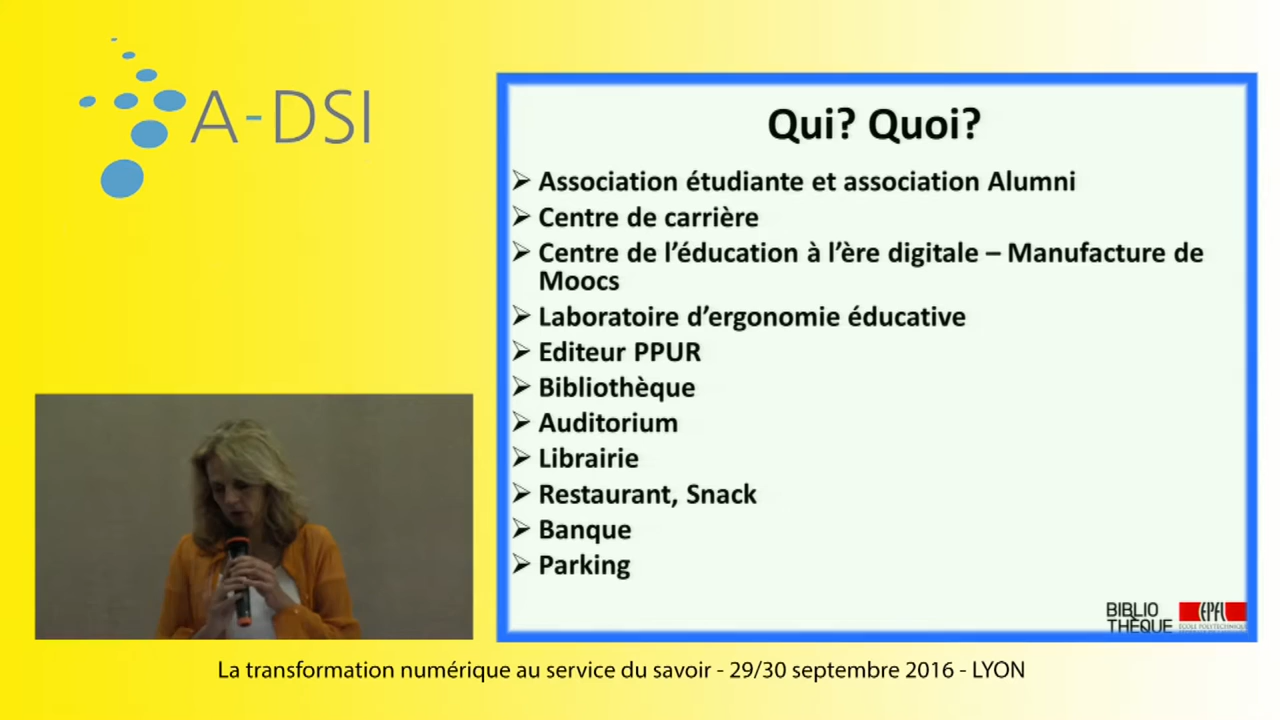 A-DSI
Qui? Quoi?
➢ Association étudiante et association Alumni
➢ Centre de carrière
➢ Centre de l’éducation à l’ère digitale – Manufacture de
Moocs
➢ Laboratoire d’ergonomie éducative
➢ Editeur PPUR
➢ Bibliothèque
➢ Auditorium
➢ Librairie
➢ Restaurant, Snack
➢ Banque
➢ Parking
BIBLIO
THÈQUE
EPFL
ÉCOLE POLYTECHNIQUE
La transformation numérique au service du savoir - 29/30 septembre 2016 - LYON